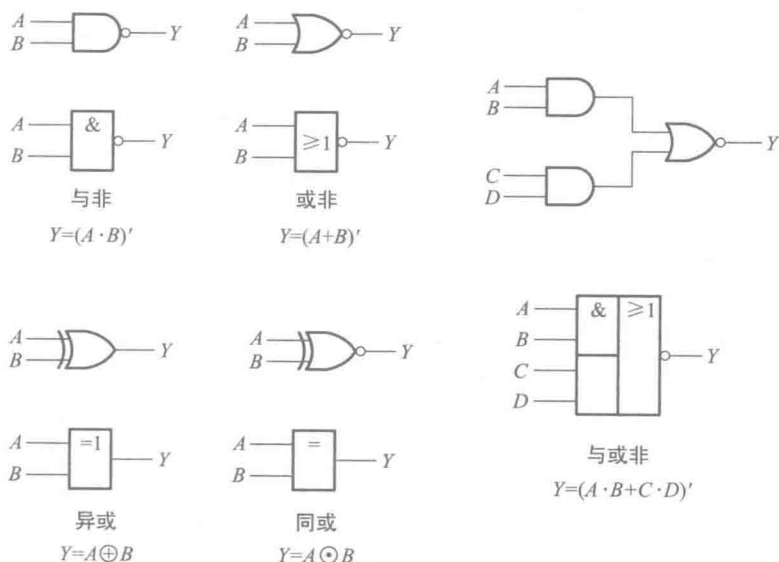 A
B
Y
A
B
Y
A
B
&
Y
A
B
≥1
Y
与非
或非
Y=(A·B)′
Y=(A+B)′
A
B
C
D
Y
A
B
Y
A
B
Y
A
B
=1
Y
A
B
=
Y
异或
同或
Y=A⊕B
Y=A⊙B
A
B
C
D
&
≥1
Y
与或非
Y=(A·B+C·D)′